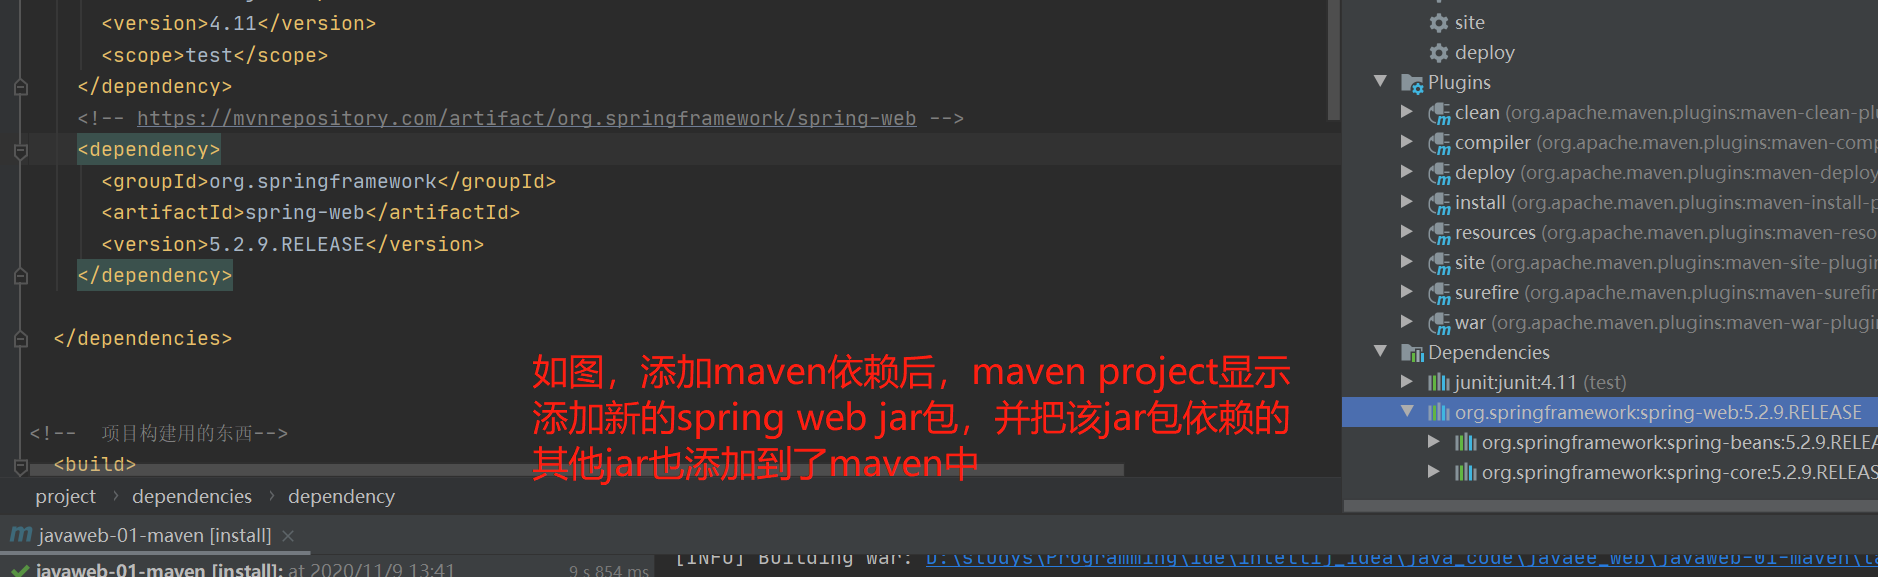 <version>4.11</version>
<scope>test</scope>
</dependency>
<!-- https://mvnrepository.com/artifact/org.springframework/spring-web -->
<dependency>
<groupId>org.springframework</groupId>
<artifactId>spring-web</artifactId>
<version>5.2.9.RELEASE</version>
</dependency>
</dependencies>
<!-- 项目构建用的东西-->
<build>
如图，添加maven依赖后，maven project显示
添加新的spring web jar包，并把该jar包依赖的
其他jar也添加到了maven中
project › dependencies › dependency
site
deploy
Plugins
clean (org.apache.maven.plugins:maven-clean-plu
compiler (org.apache.maven.plugins:maven-comp
deploy (org.apache.maven.plugins:maven-deploy
install (org.apache.maven.plugins:maven-install-p
resources (org.apache.maven.plugins:maven-reso
site (org.apache.maven.plugins:maven-site-plugin
surefire (org.apache.maven.plugins:maven-surefir
war (org.apache.maven.plugins:maven-war-plugin
Dependencies
junit:junit:4.11 (test)
org.springframework:spring-web:5.2.9.RELEASE
org.springframework:spring-beans:5.2.9.RELEA
org.springframework:spring-core:5.2.9.RELEAS
javaweb-01-maven [install] ×
javaweb-01-maven [install]: at 2020/11/9 13:41 9 s 854 ms
[INFO] Building war: D:\studys\Programming\ide\intellij_idea\java_code\javaee_web\javaweb-01-maven\ta